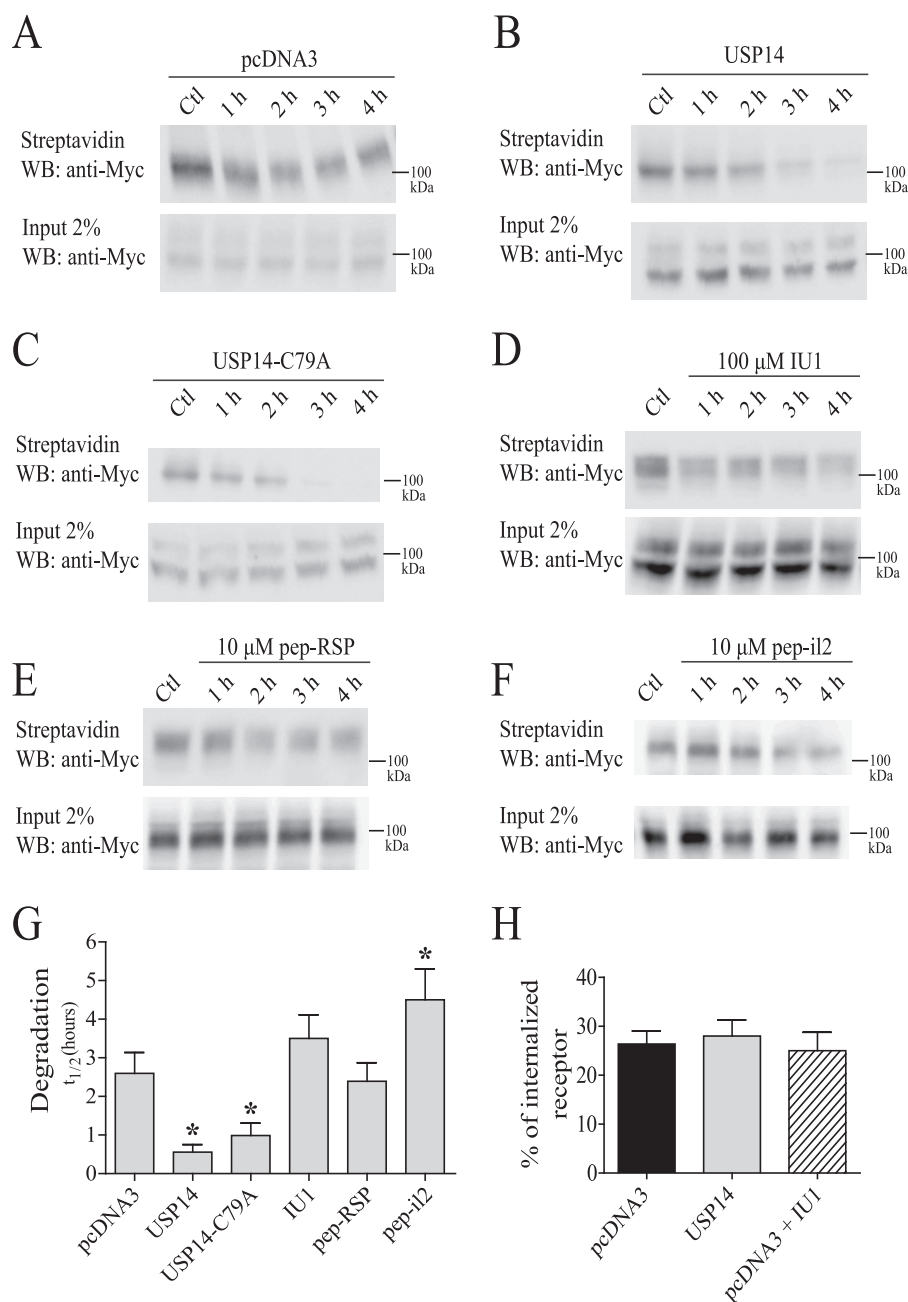 A
pcDNA3
Ctl 1 h 2 h 3 h 4 h
Streptavidin
WB: anti-Myc
100
kDa
Input 2%
WB: anti-Myc
100
kDa
B
USP14
Ctl 1 h 2 h 3 h 4 h
Streptavidin
WB: anti-Myc
100
kDa
Input 2%
WB: anti-Myc
100
kDa
C
USP14-C79A
Ctl 1 h 2 h 3 h 4 h
Streptavidin
WB: anti-Myc
100
kDa
Input 2%
WB: anti-Myc
100
kDa
D
100 μM IU1
Ctl 1 h 2 h 3 h 4 h
Streptavidin
WB: anti-Myc
100
kDa
Input 2%
WB: anti-Myc
100
kDa
E
10 μM pep-RSP
Ctl 1 h 2 h 3 h 4 h
Streptavidin
WB: anti-Myc
100
kDa
Input 2%
WB: anti-Myc
100
kDa
F
10 μM pep-il2
Ctl 1 h 2 h 3 h 4 h
Streptavidin
WB: anti-Myc
100
kDa
Input 2%
WB: anti-Myc
100
kDa
G
Degradation
t1/2(hours)
6
5
4
3
2
1
0
* * *
pcDNA3
USP14
USP14-C79A
IU1
pep-RSP
pep-il2
H
% of internalized
receptor
40
30
20
10
0
pcDNA3
USP14
pcDNA3 + IU1